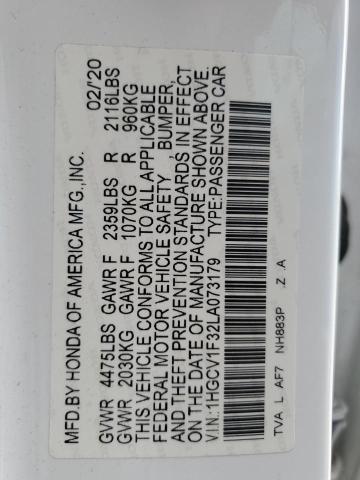 MFD.BY HONDA OF AMERICA MFG.,INC. 02/20
GVWR 4475LBS GAWR F 2359LBS R 2116LBS
GVWR 2030KG GAWR F 1070KG R 960KG
THIS VEHICLE CONFORMS TO ALL APPLICABLE
FEDERAL MOTOR VEHICLE SAFETY , BUMPER,
AND THEFT PREVENTION STANDARDS IN EFFECT
ON THE DATE OF MANUFACTURE SHOWN ABOVE.
V.I.N.:1HGCV1F32LA073179 TYPE:PASSENGER CAR
TVA L AF7 NH883P .Z .A